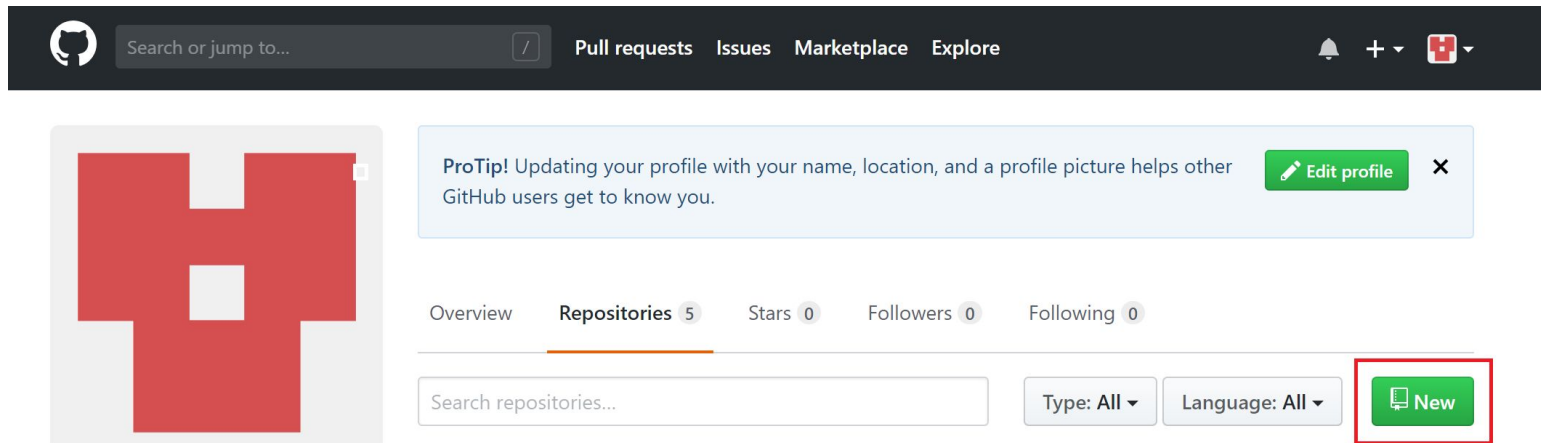 Search or jump to... / Pull requests Issues Marketplace Explore
ProTip! Updating your profile with your name, location, and a profile picture helps other
GitHub users get to know you.
Edit profile
Overview Repositories 5 Stars 0 Followers 0 Following 0
Search repositories... Type: All Language: All New